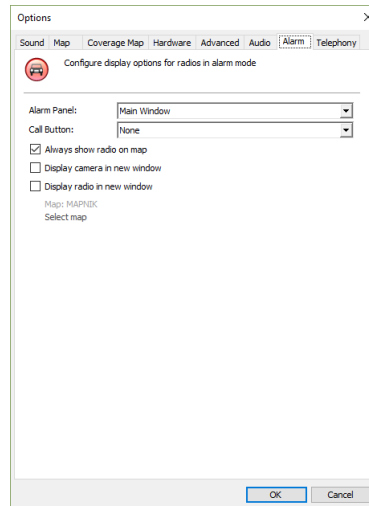 Options
Sound Map Coverage Map Hardware Advanced Audio Alarm Telephony
Configure display options for radios in alarm mode
Alarm Panel: Main Window
Call Button: None
Always show radio on map
Display camera in new window
Display radio in new window
Map: MAPNIK
Select map
OK Cancel